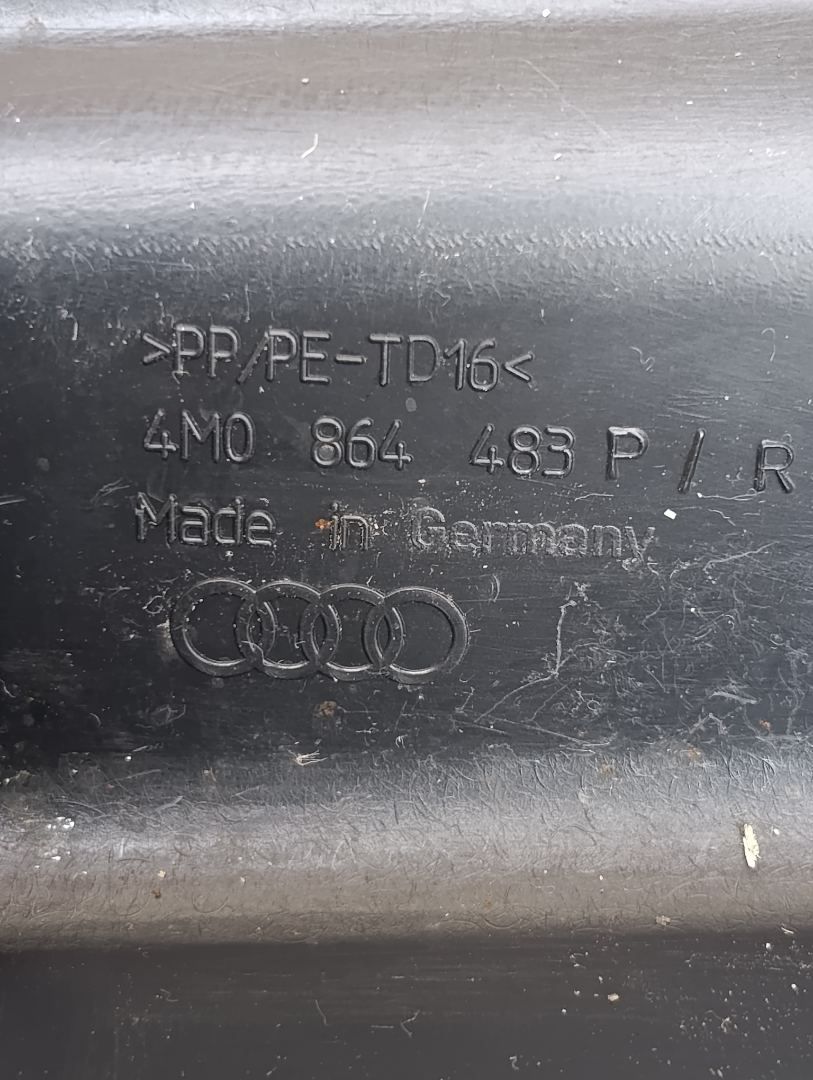 >PP/PE-TD16<
4M0 864 483 P / R
Made in Germany